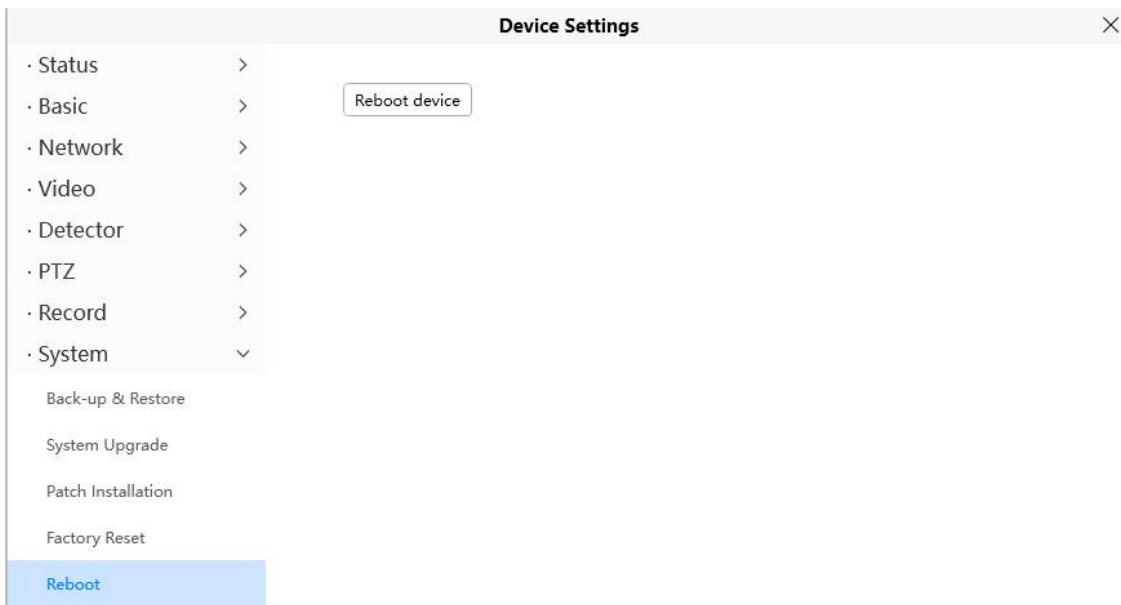 Device Settings
· Status
· Basic
· Network
· Video
· Detector
· PTZ
· Record
· System
Back-up & Restore
System Upgrade
Patch Installation
Factory Reset
Reboot
Reboot device